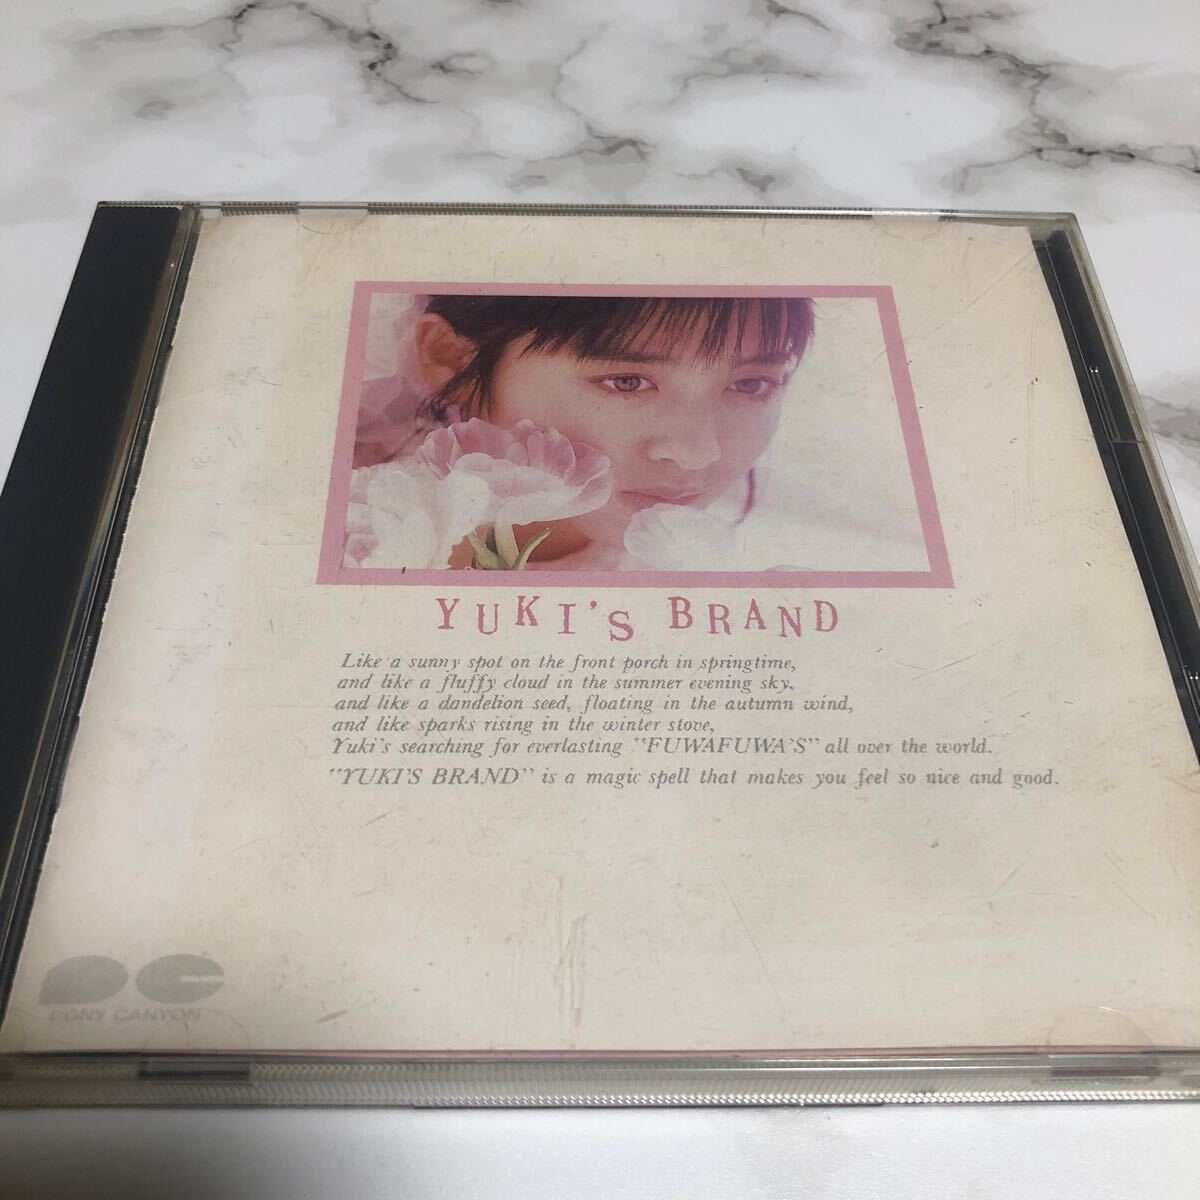 YUKI'S BRAND
Like a sunny spot on the front porch in springtime,
and like a fluffy cloud in the summer evening sky,
and like a dandelion seed, floating in the autumn wind,
and like sparks rising in the winter stove,
Yuki's searching for everlasting "FUWAFUWA'S" all over the world.
"YUKI'S BRAND" is a magic spell that makes you feel so nice and good.
PONY CANYON